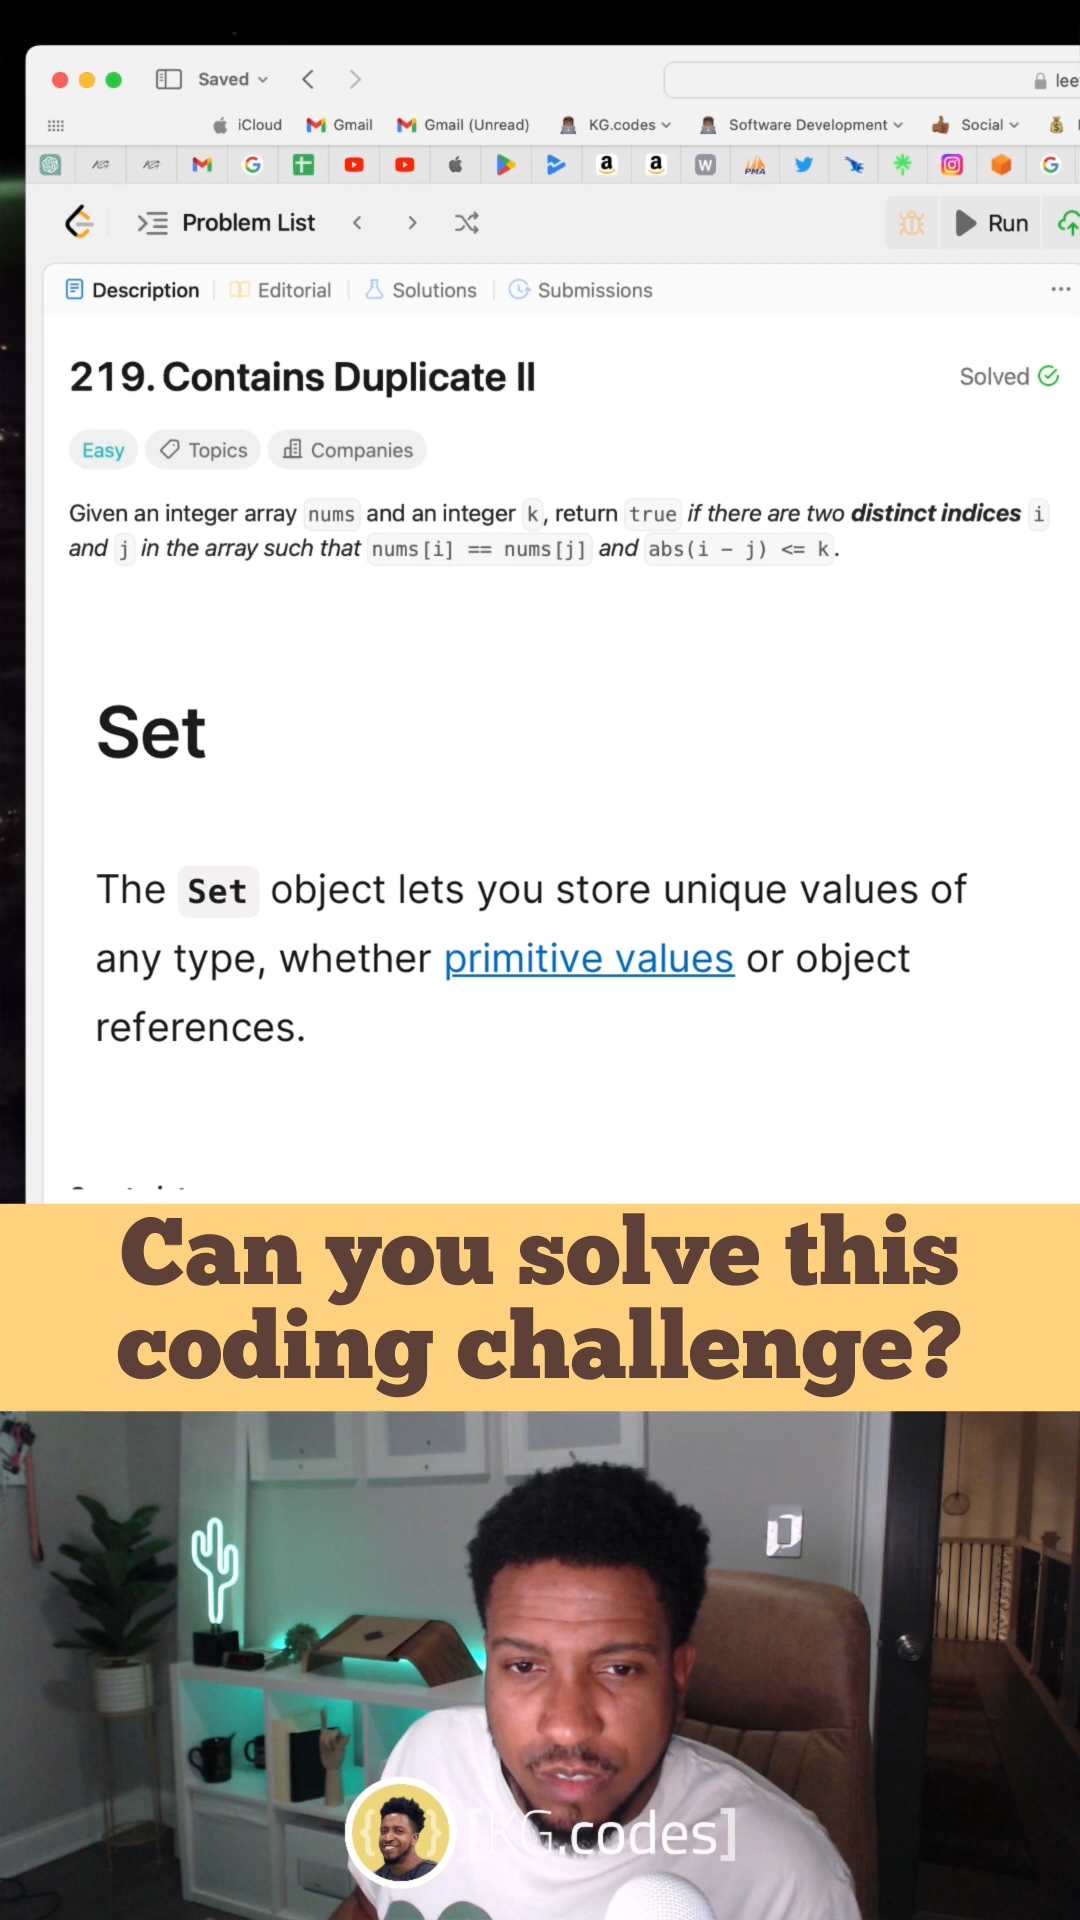 Saved
lee
iCloud Gmail Gmail (Unread) KG.codes Software Development Social
G a a W PMA G
Problem List Run
Description Editorial Solutions Submissions ...
219. Contains Duplicate II Solved
Easy Topics Companies
Given an integer array nums and an integer k, return true if there are two distinct indices i
and j in the array such that nums[i] == nums[j] and abs(i - j) <= k.
Set
The Set object lets you store unique values of
any type, whether primitive values or object
references.
Can you solve this
coding challenge?
{ } [KG.codes]